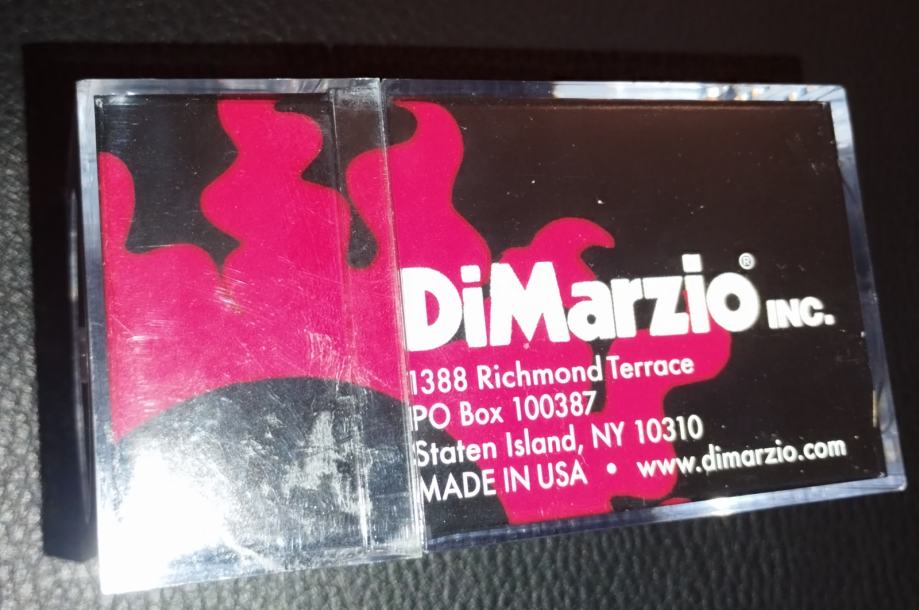 DiMarzio® INC.
1388 Richmond Terrace
PO Box 100387
Staten Island, NY 10310
MADE IN USA • www.dimarzio.com